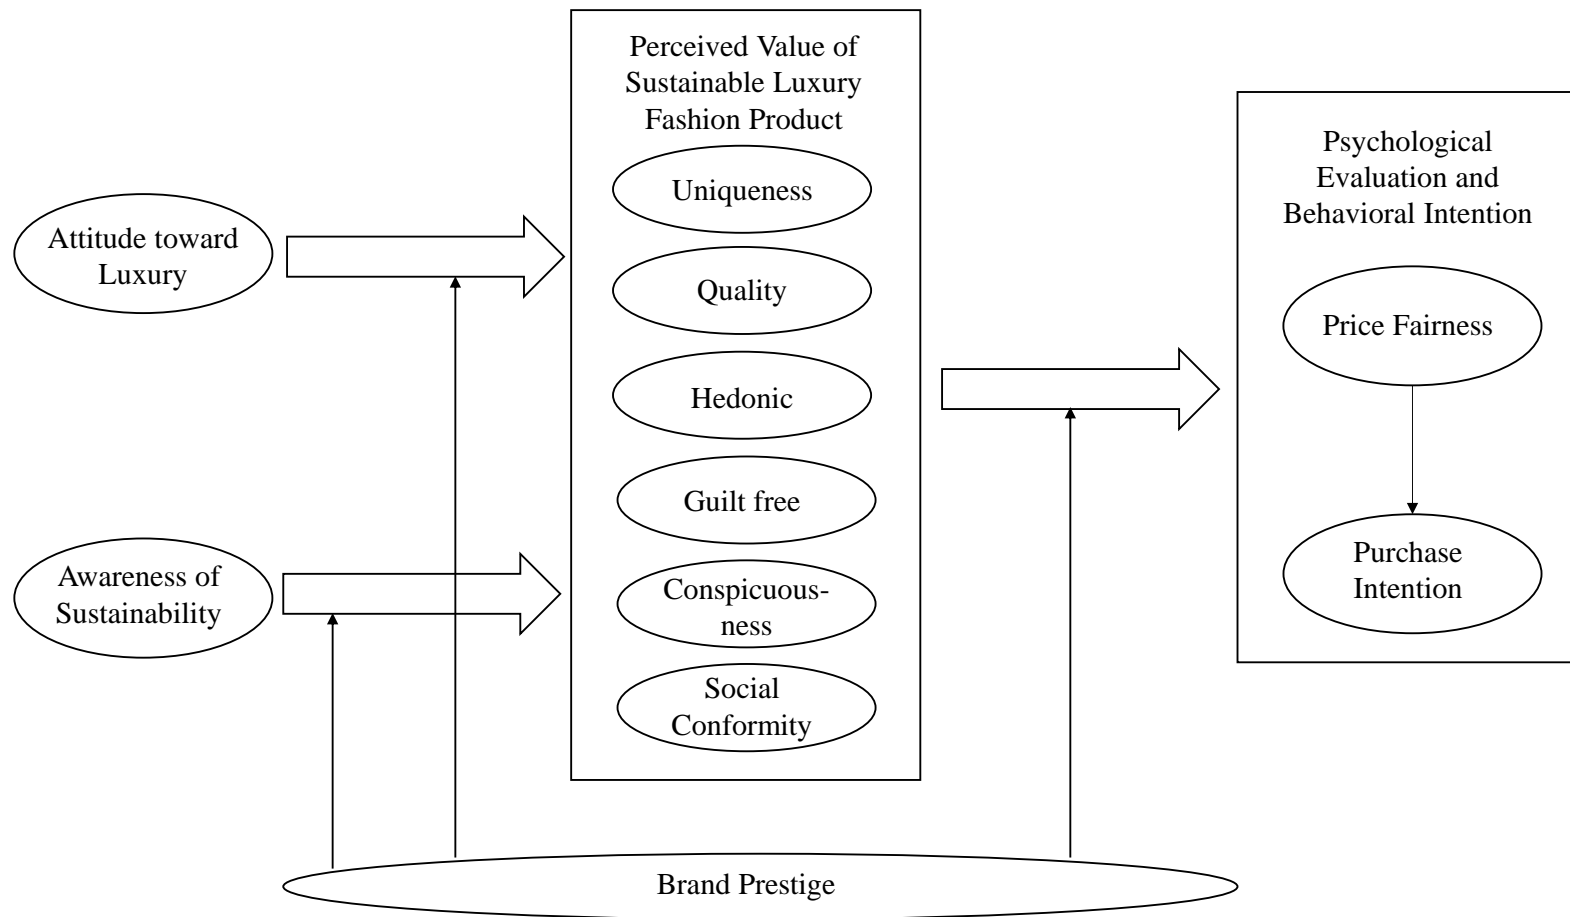 Perceived Value of
Sustainable Luxury
Fashion Product
Uniqueness
Quality
Hedonic
Guilt free
Conspicuous-
ness
Social
Conformity
Attitude toward
Luxury
Awareness of
Sustainability
Psychological
Evaluation and
Behavioral Intention
Price Fairness
Purchase
Intention
Brand Prestige